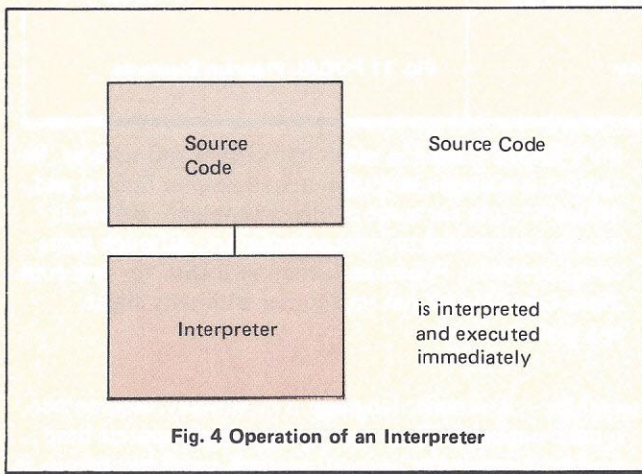 Source
Code
Source Code
Interpreter
is interpreted
and executed
immediately
Fig. 4 Operation of an Interpreter